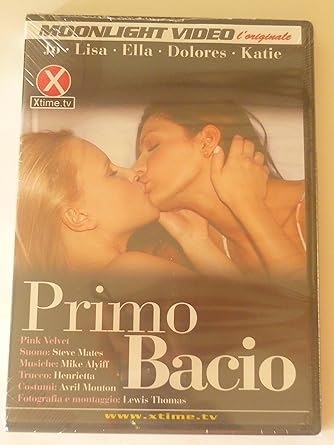 MOONLIGHT VIDEO l'originale
Jo · Lisa · Ella · Dolores · Katie
X
Xtime.tv
Primo
Bacio
Pink Velvet
Suono: Steve Mates
Musiche: Mike Alyiff
Trucco: Henrietta
Costumi: Avril Mouton
Fotografia e montaggio: Lewis Thomas
www.xtime.tv